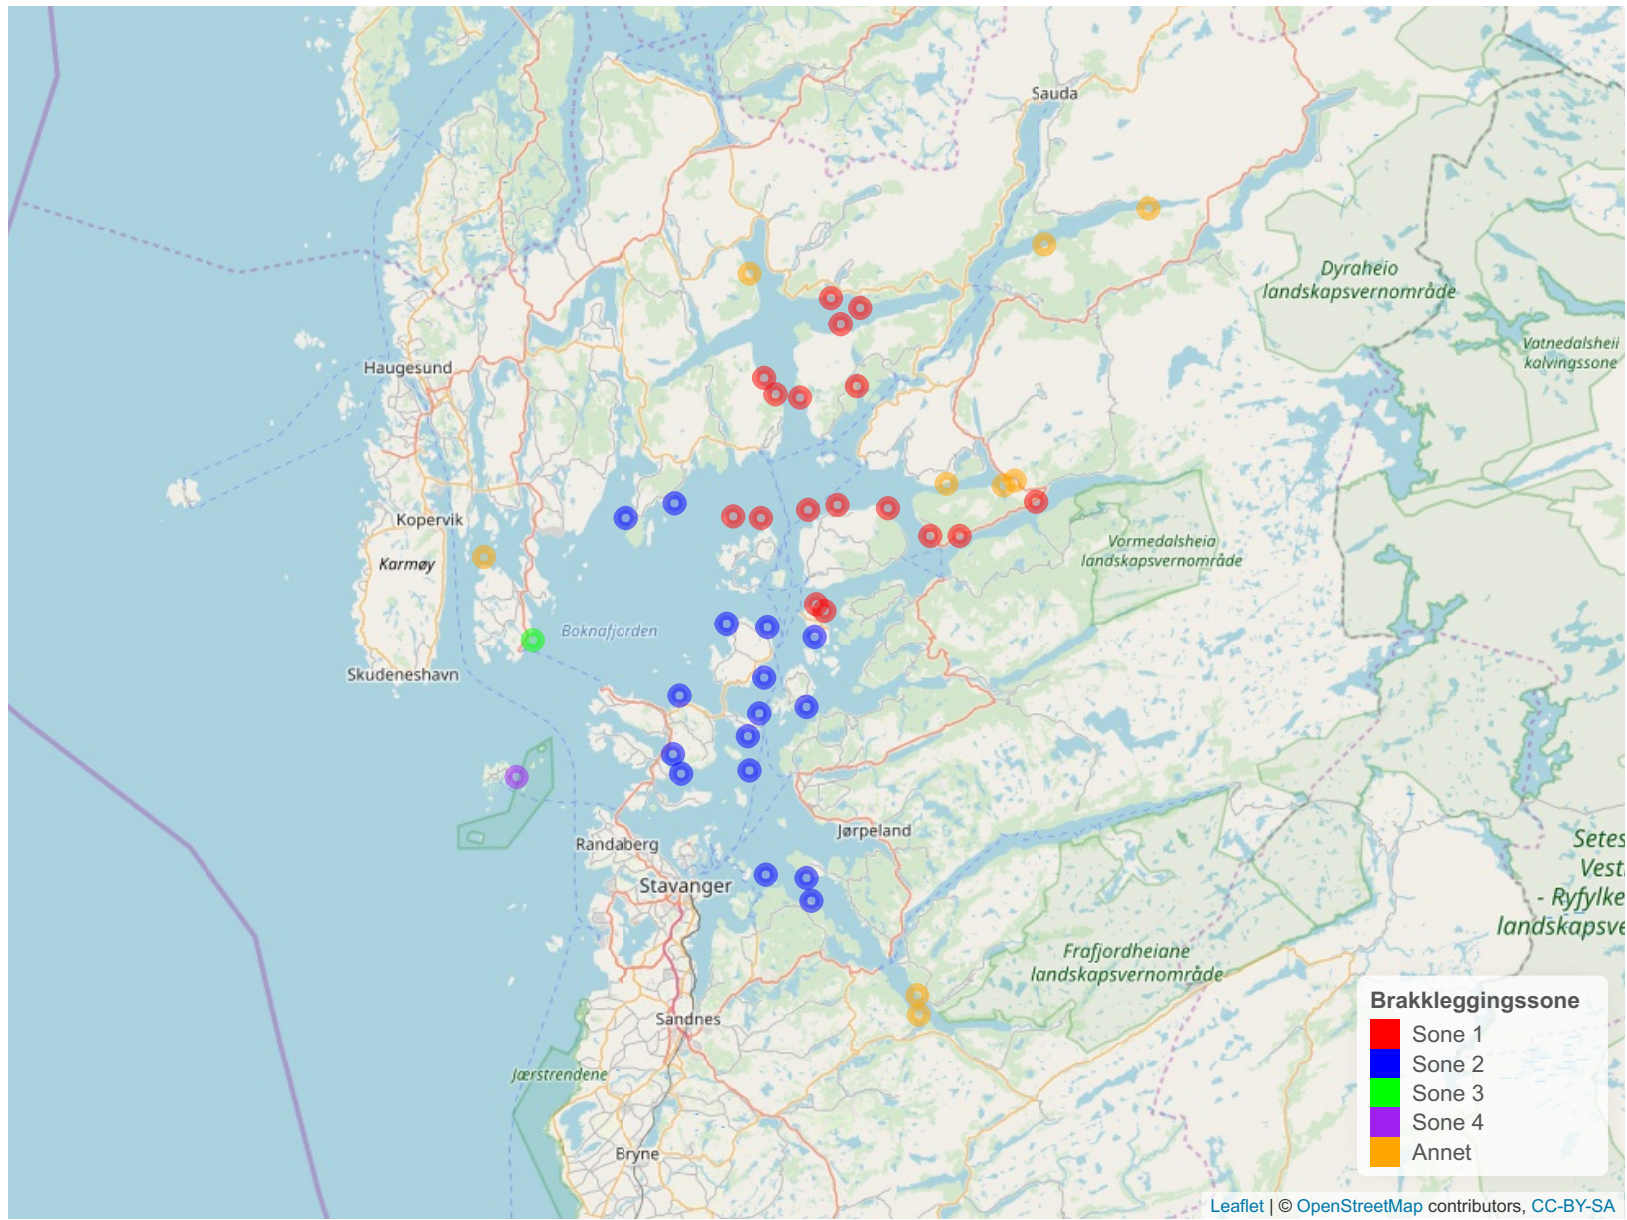 Sauda
Dyraheio
landskapsvernområde
Vatnedalsheii
kalvingssone
Haugesund
Kopervik
Karmøy
Vormedalsheia
landskapsvernområde
Boknafjorden
Skudeneshavn
Jørpeland
Randaberg
Stavanger
Setes
Vest
- Ryfylke
landskapsve
Frafjordheiane
landskapsvernområde
Sandnes
Jærstrendene
Bryne
Brakkleggingssone
Sone 1
Sone 2
Sone 3
Sone 4
Annet
Leaflet | © OpenStreetMap contributors, CC-BY-SA